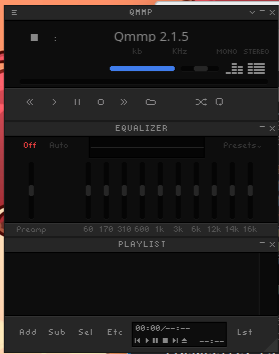 QMMP
Qmmp 2.1.5
kb KHz MONO STEREO
EQUALIZER
Off Auto Presets.
Preamp 60 170 310 600 1k 3k 6k 12k 14k 16k
PLAYLIST
Add Sub Sel Etc 00:00/--:-- Lst
--:--